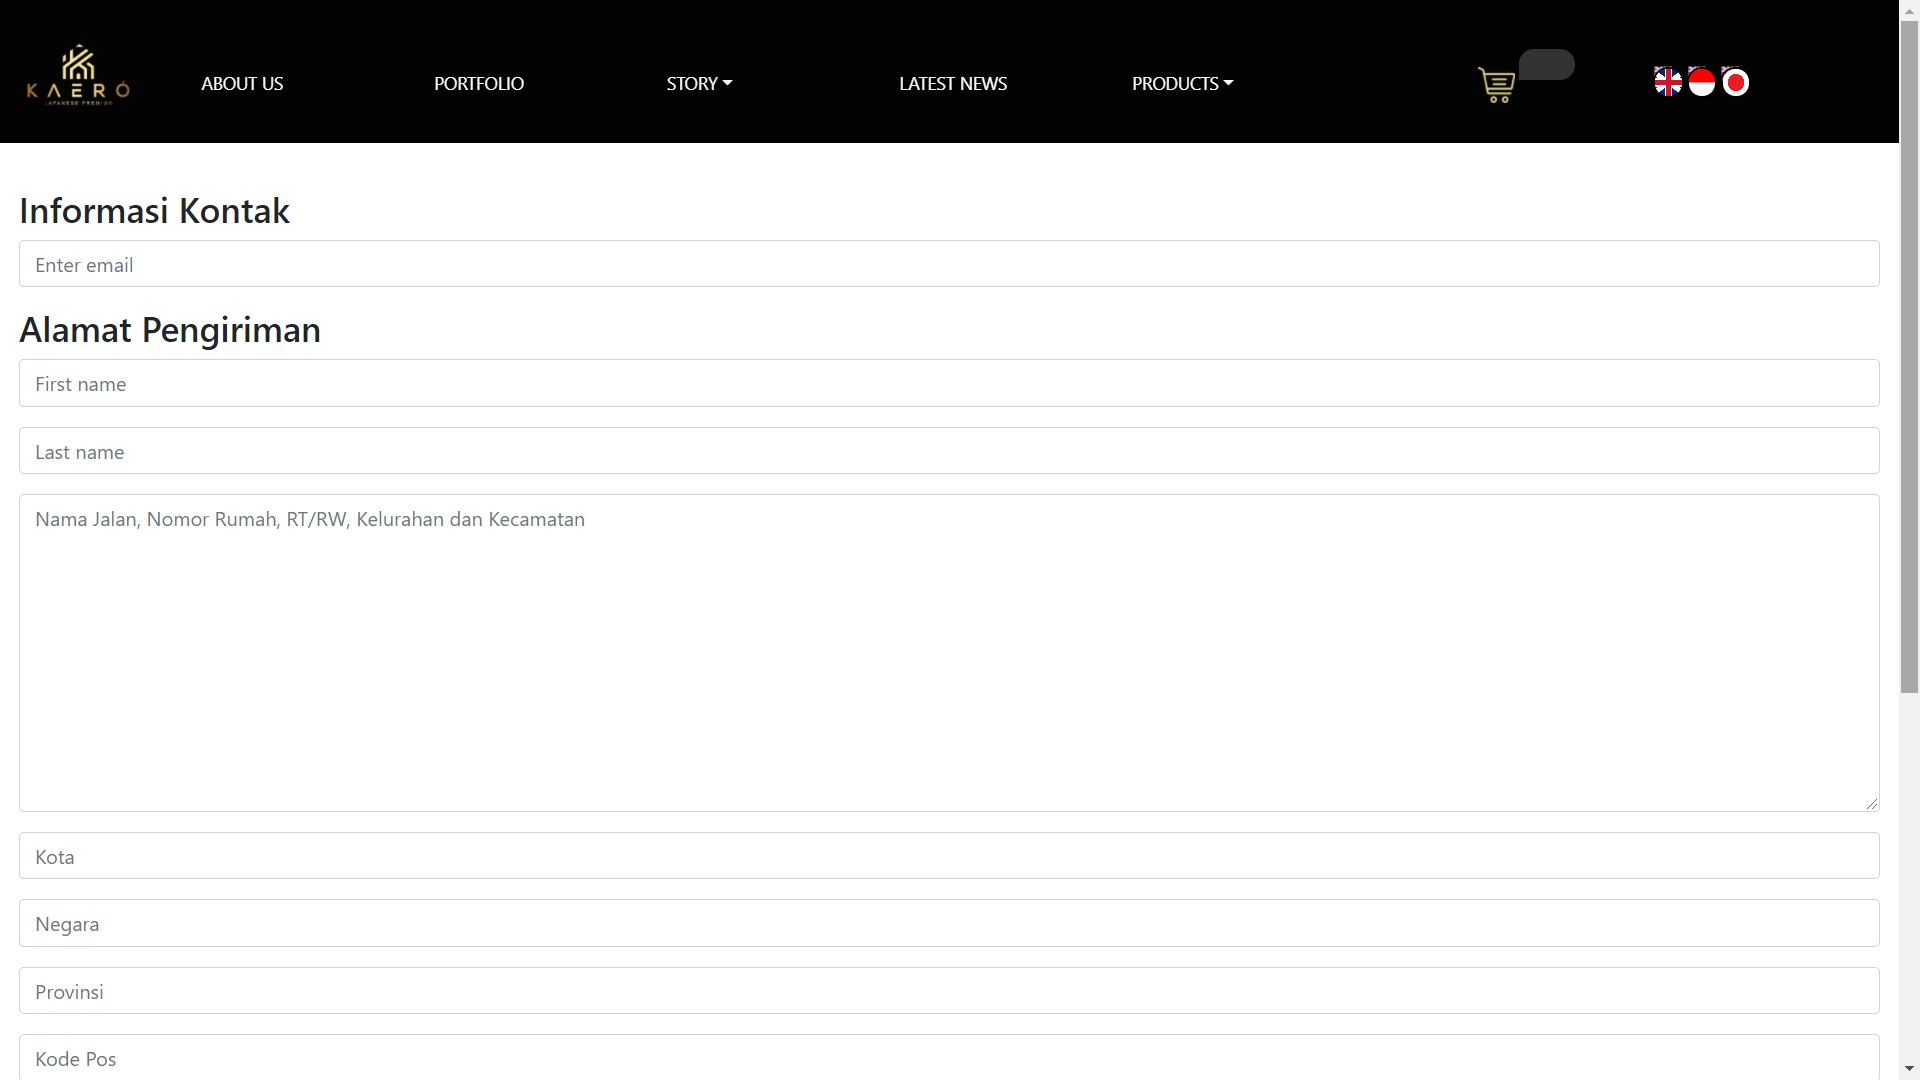 KAERÓ
JAPANESE PREMIUM
ABOUT US
PORTFOLIO
STORY
LATEST NEWS
PRODUCTS
Informasi Kontak
Enter email
Alamat Pengiriman
First name
Last name
Nama Jalan, Nomor Rumah, RT/RW, Kelurahan dan Kecamatan
Kota
Negara
Provinsi
Kode Pos